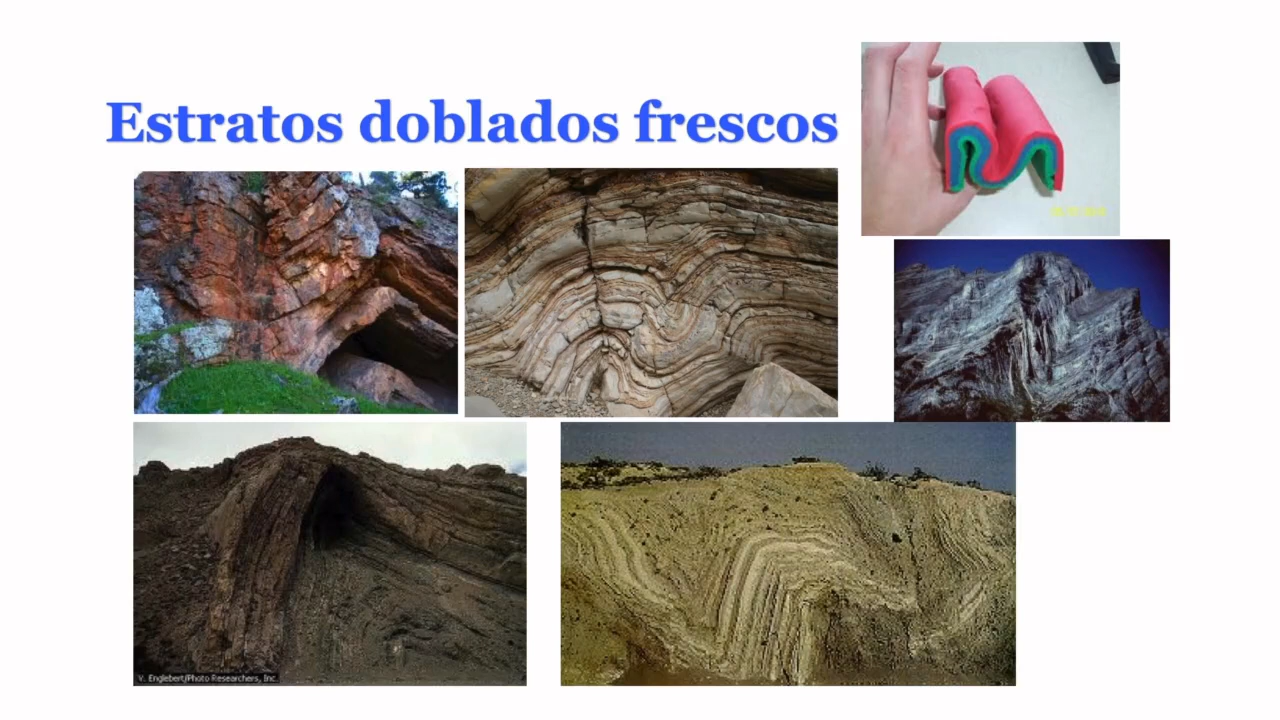 Estratos doblados frescos
V. Englebert/Photo Researchers, Inc.